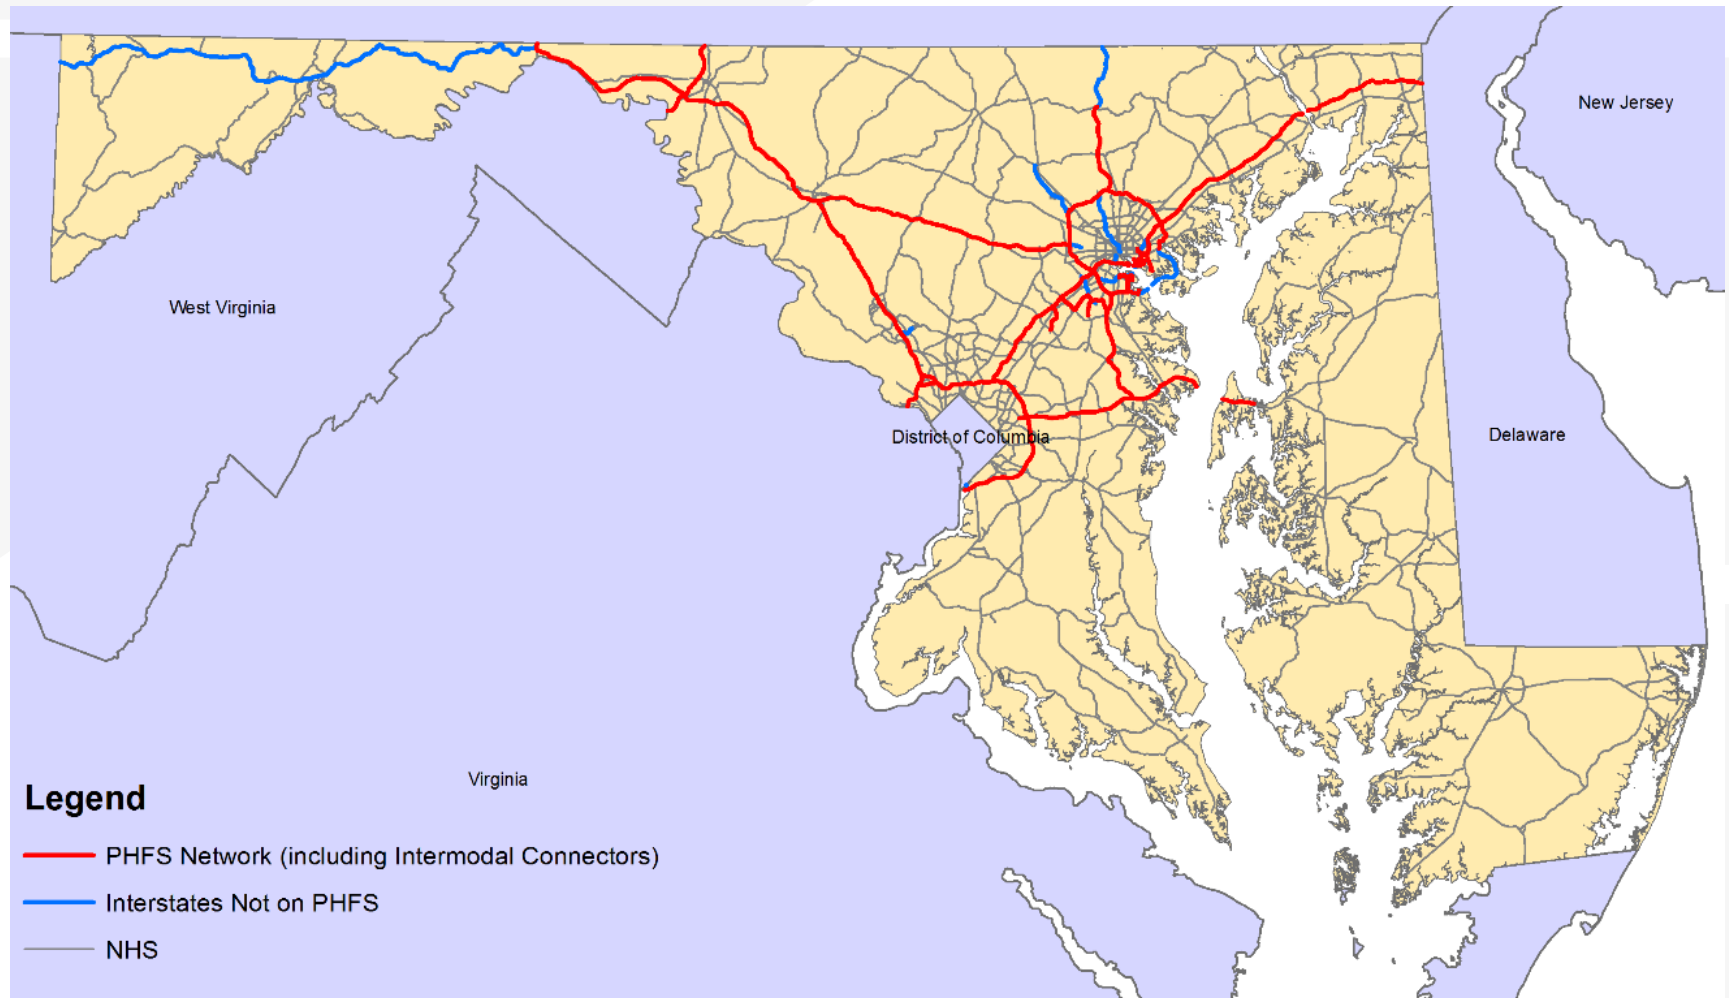 New Jersey
West Virginia
Delaware
District of Columbia
Virginia
Legend
PHFS Network (including Intermodal Connectors)
Interstates Not on PHFS
NHS